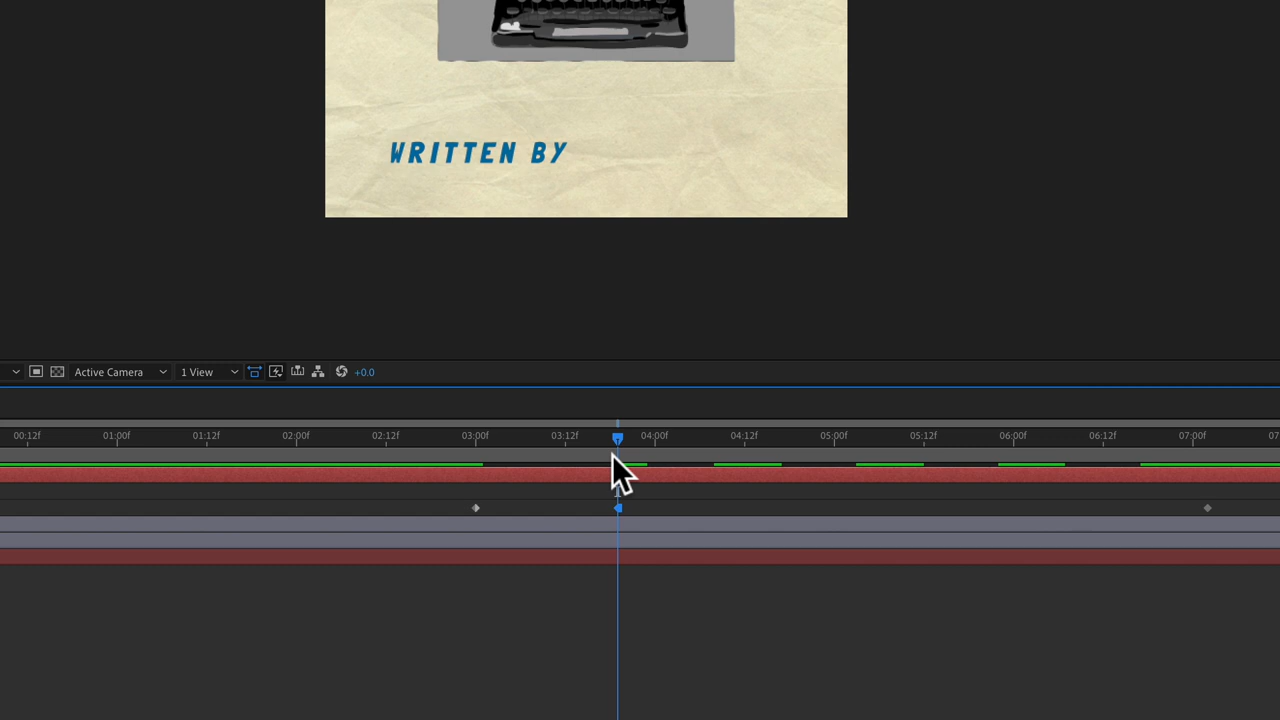 WRITTEN BY
Active Camera 1 View +0.0
00:12f 01:00f 01:12f 02:00f 02:12f 03:00f 03:12f 04:00f 04:12f 05:00f 05:12f 06:00f 06:12f 07:00f 07